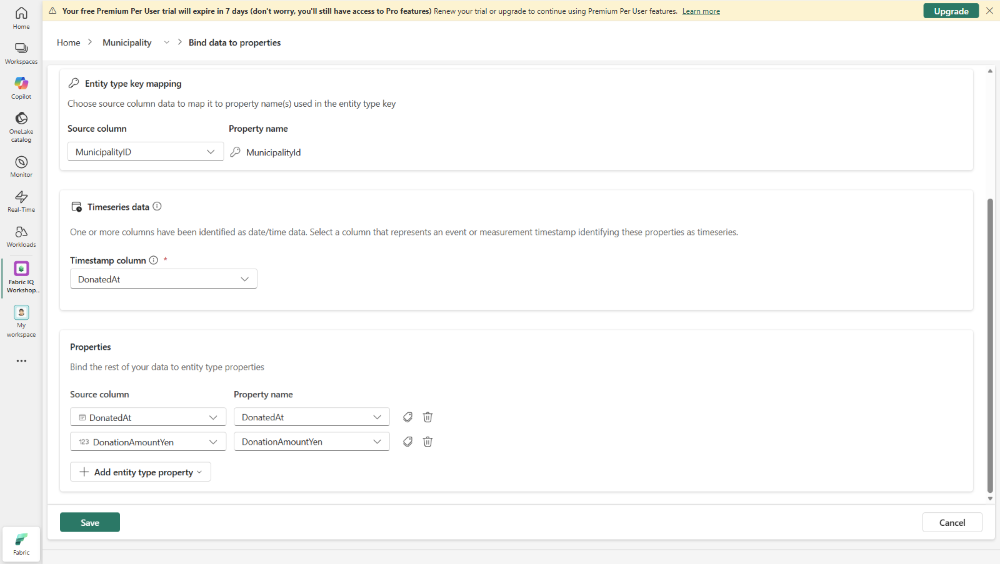 Your free Premium Per User trial will expire in 7 days (don't worry, you'll still have access to Pro features) Renew your trial or upgrade to continue using Premium Per User features. Learn more
Upgrade
Home
Workspaces
Copilot
OneLake
catalog
Monitor
Real-Time
Workloads
Fabric IQ
Workshop...
My
workspace
Fabric
Home > Municipality > Bind data to properties
Entity type key mapping
Choose source column data to map it to property name(s) used in the entity type key
Source column Property name
MunicipalityID MunicipalityId
Timeseries data
One or more columns have been identified as date/time data. Select a column that represents an event or measurement timestamp identifying these properties as timeseries.
Timestamp column *
DonatedAt
Properties
Bind the rest of your data to entity type properties
Source column Property name
DonatedAt DonatedAt
123 DonationAmountYen DonationAmountYen
+ Add entity type property
Save
Cancel